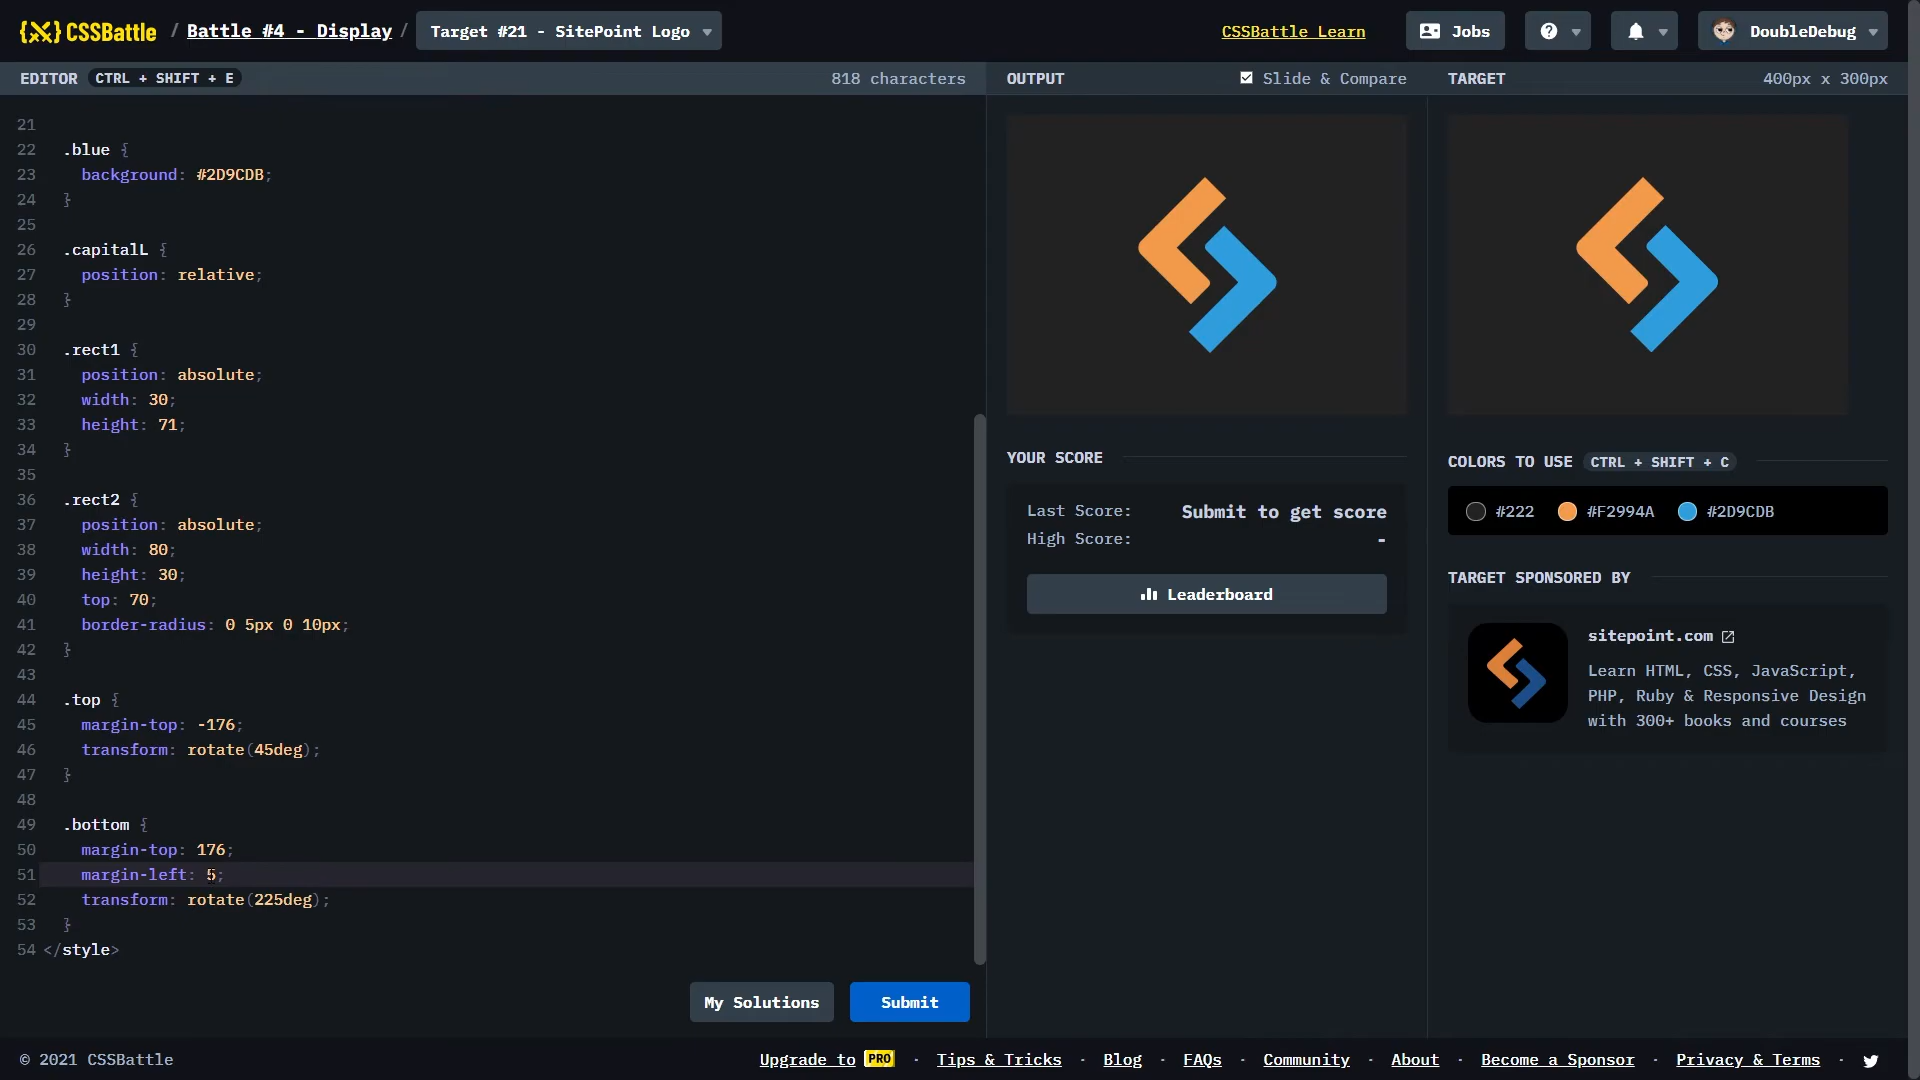 CSSBattle / Battle #4 - Display / Target #21 - SitePoint Logo
CSSBattle Learn
Jobs
DoubleDebug
EDITOR CTRL + SHIFT + E
818 characters
OUTPUT
Slide & Compare
TARGET
400px x 300px
21
22 .blue {
23 background: #2D9CDB;
24 }
25
26 .capitalL {
27 position: relative;
28 }
29
30 .rect1 {
31 position: absolute;
32 width: 30;
33 height: 71;
34 }
35
36 .rect2 {
37 position: absolute;
38 width: 80;
39 height: 30;
40 top: 70;
41 border-radius: 0 5px 0 10px;
42 }
43
44 .top {
45 margin-top: -176;
46 transform: rotate(45deg);
47 }
48
49 .bottom {
50 margin-top: 176;
51 margin-left: 5;
52 transform: rotate(225deg);
53 }
54 </style>
My Solutions
Submit
YOUR SCORE
Last Score: Submit to get score
High Score: -
Leaderboard
COLORS TO USE CTRL + SHIFT + C
#222 #F2994A #2D9CDB
TARGET SPONSORED BY
sitepoint.com
Learn HTML, CSS, JavaScript,
PHP, Ruby & Responsive Design
with 300+ books and courses
© 2021 CSSBattle
Upgrade to PRO · Tips & Tricks · Blog · FAQs · Community · About · Become a Sponsor · Privacy & Terms ·